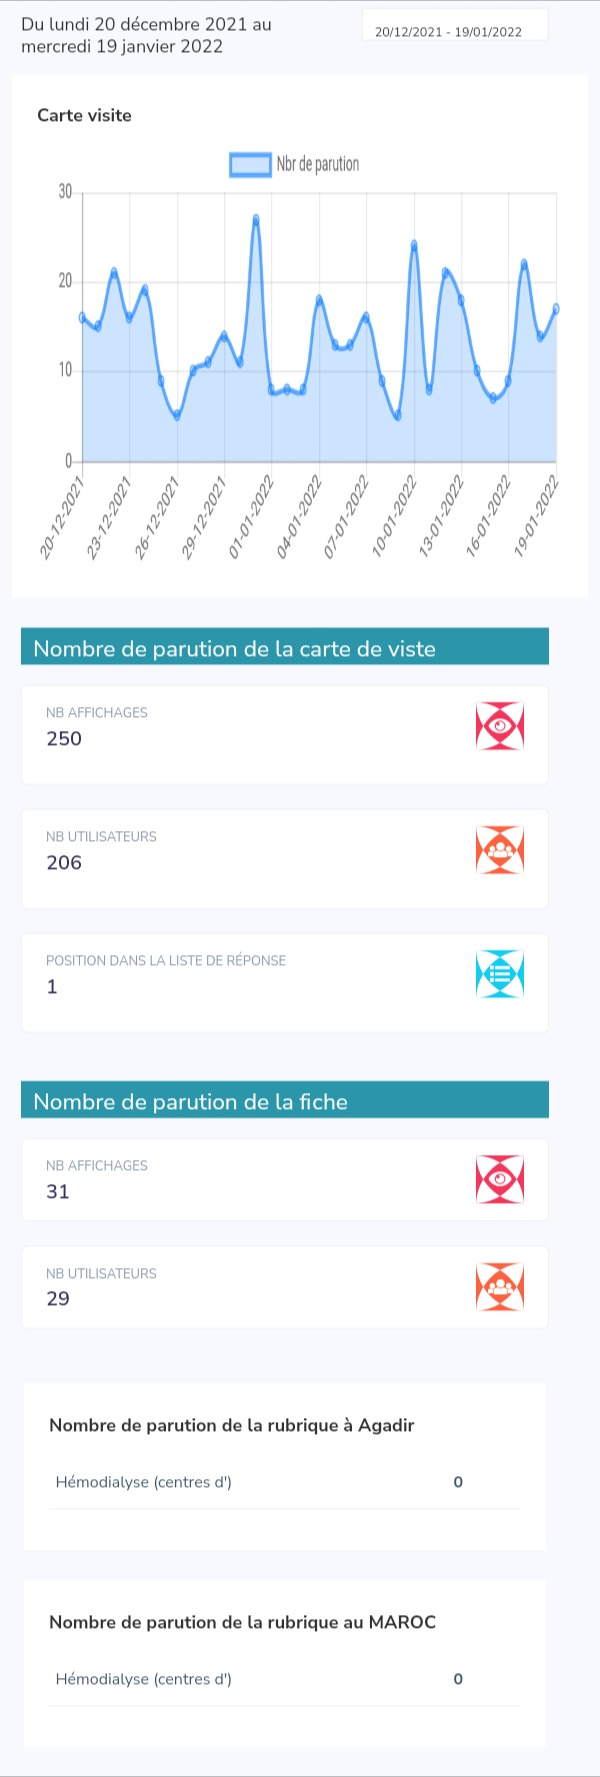 Du lundi 20 décembre 2021 au
mercredi 19 janvier 2022
20/12/2021 - 19/01/2022
Carte visite
Nbr de parution
30
20
10
0
20-12-2021
23-12-2021
26-12-2021
29-12-2021
01-01-2022
04-01-2022
07-01-2022
10-01-2022
13-01-2022
16-01-2022
19-01-2022
Nombre de parution de la carte de viste
NB AFFICHAGES
250
NB UTILISATEURS
206
POSITION DANS LA LISTE DE RÉPONSE
1
Nombre de parution de la fiche
NB AFFICHAGES
31
NB UTILISATEURS
29
Nombre de parution de la rubrique à Agadir
Hémodialyse (centres d') 0
Nombre de parution de la rubrique au MAROC
Hémodialyse (centres d') 0